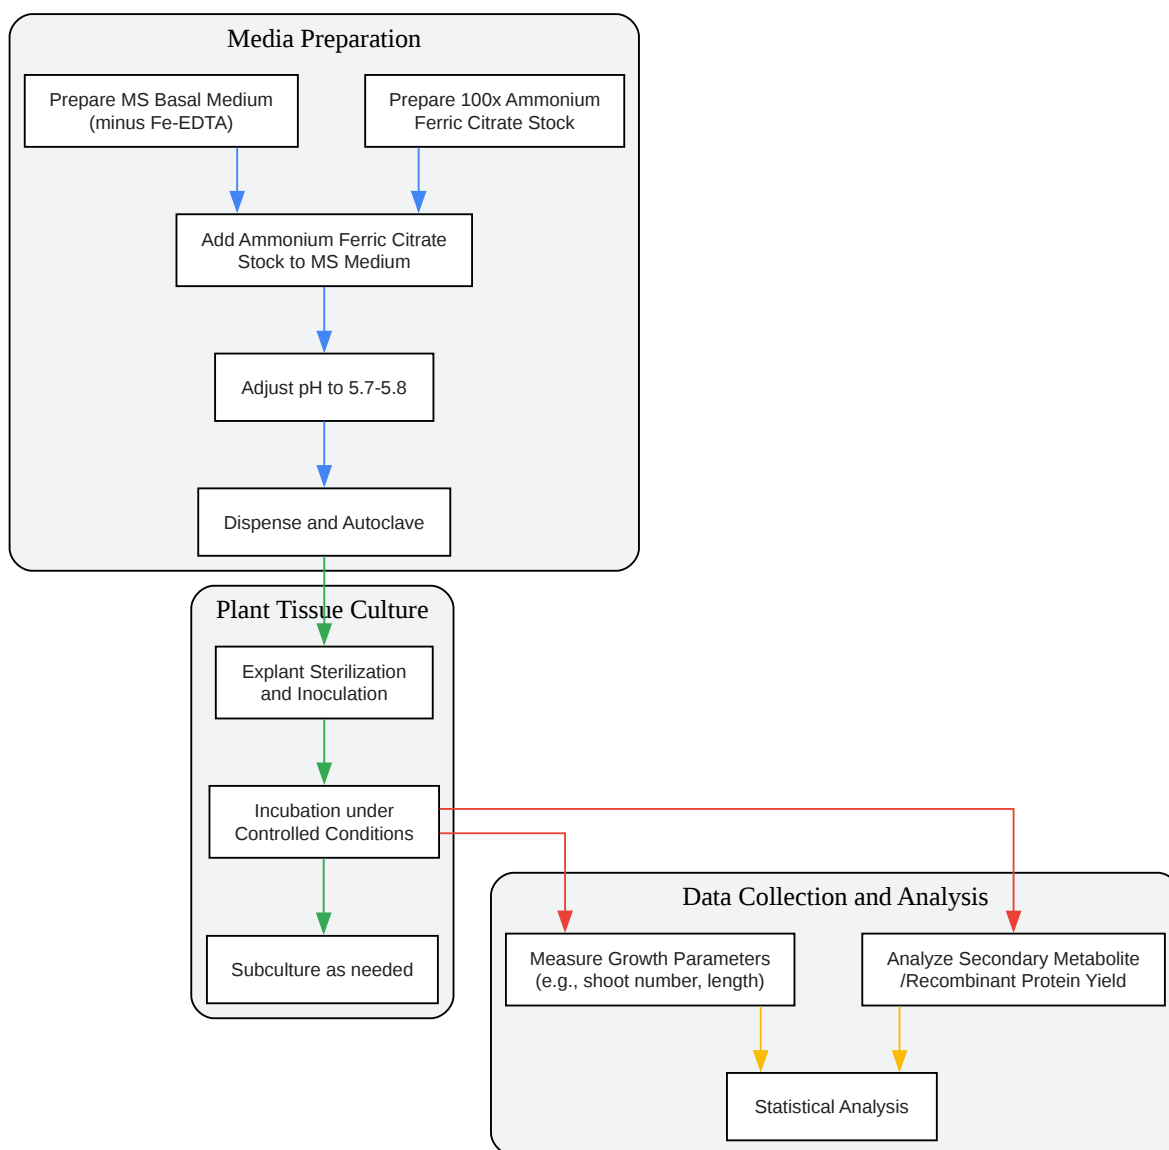 Media Preparation
Prepare MS Basal Medium
(minus Fe-EDTA)
Prepare 100x Ammonium
Ferric Citrate Stock
Add Ammonium Ferric Citrate
Stock to MS Medium
Adjust pH to 5.7-5.8
Dispense and Autoclave
Plant Tissue Culture
Explant Sterilization
and Inoculation
Incubation under
Controlled Conditions
Subculture as needed
Data Collection and Analysis
Measure Growth Parameters
(e.g., shoot number, length)
Analyze Secondary Metabolite
/Recombinant Protein Yield
Statistical Analysis